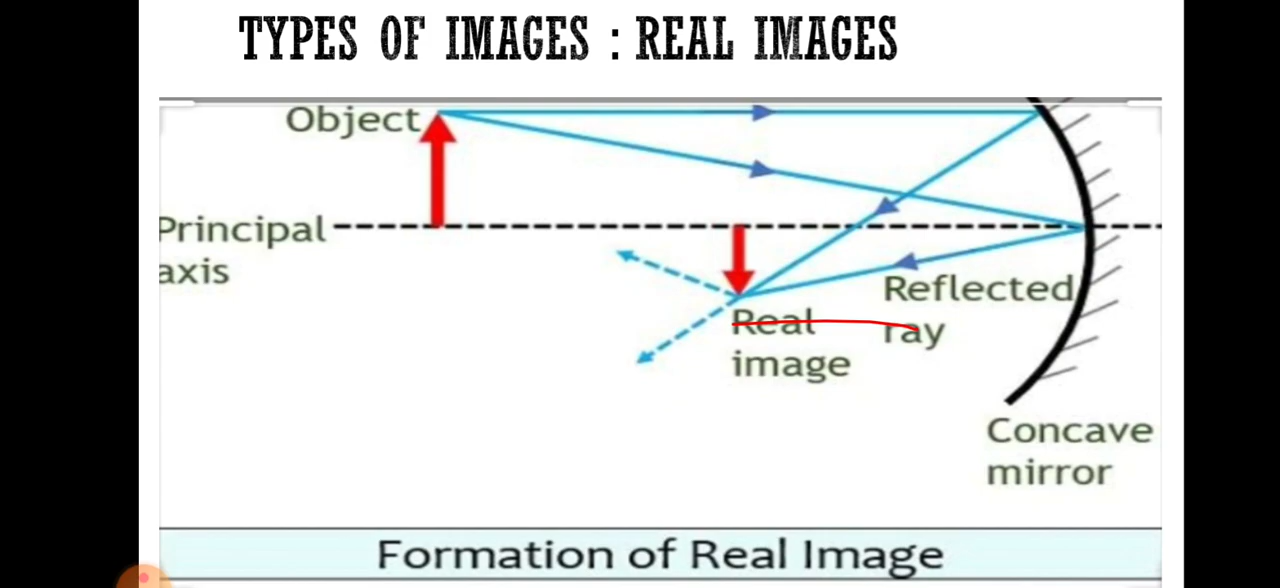 TYPES OF IMAGES : REAL IMAGES
Object
Principal
axis
Reflected
ray
Real
image
Concave
mirror
Formation of Real Image